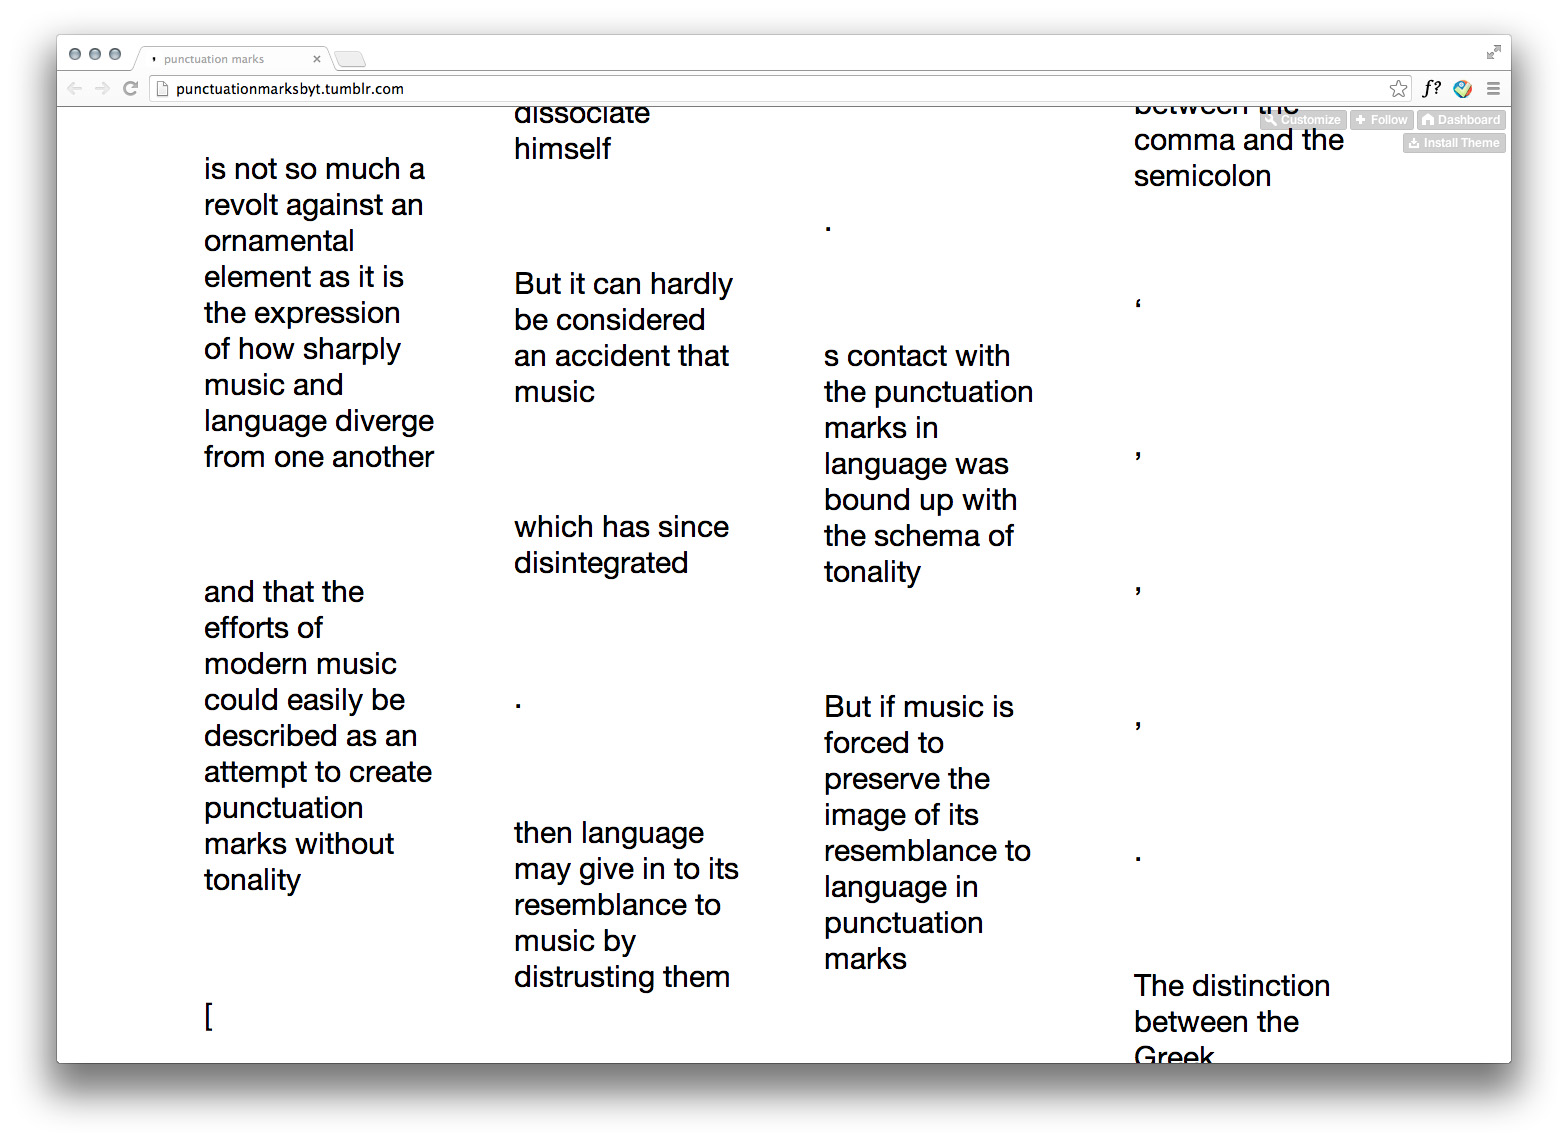 punctuation marks
punctuationmarksbyt.tumblr.com
f?
Customize
Follow
Dashboard
Install Theme
is not so much a
revolt against an
ornamental
element as it is
the expression
of how sharply
music and
language diverge
from one another
and that the
efforts of
modern music
could easily be
described as an
attempt to create
punctuation
marks without
tonality
[
dissociate
himself
But it can hardly
be considered
an accident that
music
which has since
disintegrated
.
then language
may give in to its
resemblance to
music by
distrusting them
.
s contact with
the punctuation
marks in
language was
bound up with
the schema of
tonality
But if music is
forced to
preserve the
image of its
resemblance to
language in
punctuation
marks
between the
comma and the
semicolon
‘
,
,
,
.
The distinction
between the
Greek